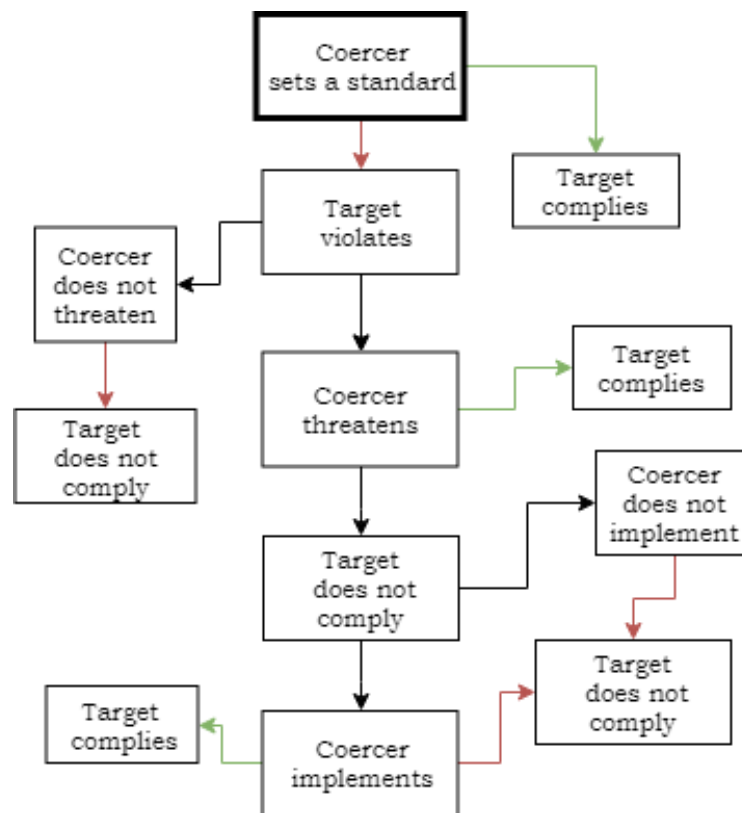 Coercer
sets a standard
Target
complies
Target
violates
Coercer
does not
threaten
Target
complies
Coercer
threatens
Target
does not
comply
Coercer
does not
implement
Target
does not
comply
Target
does not
comply
Target
complies
Coercer
implements